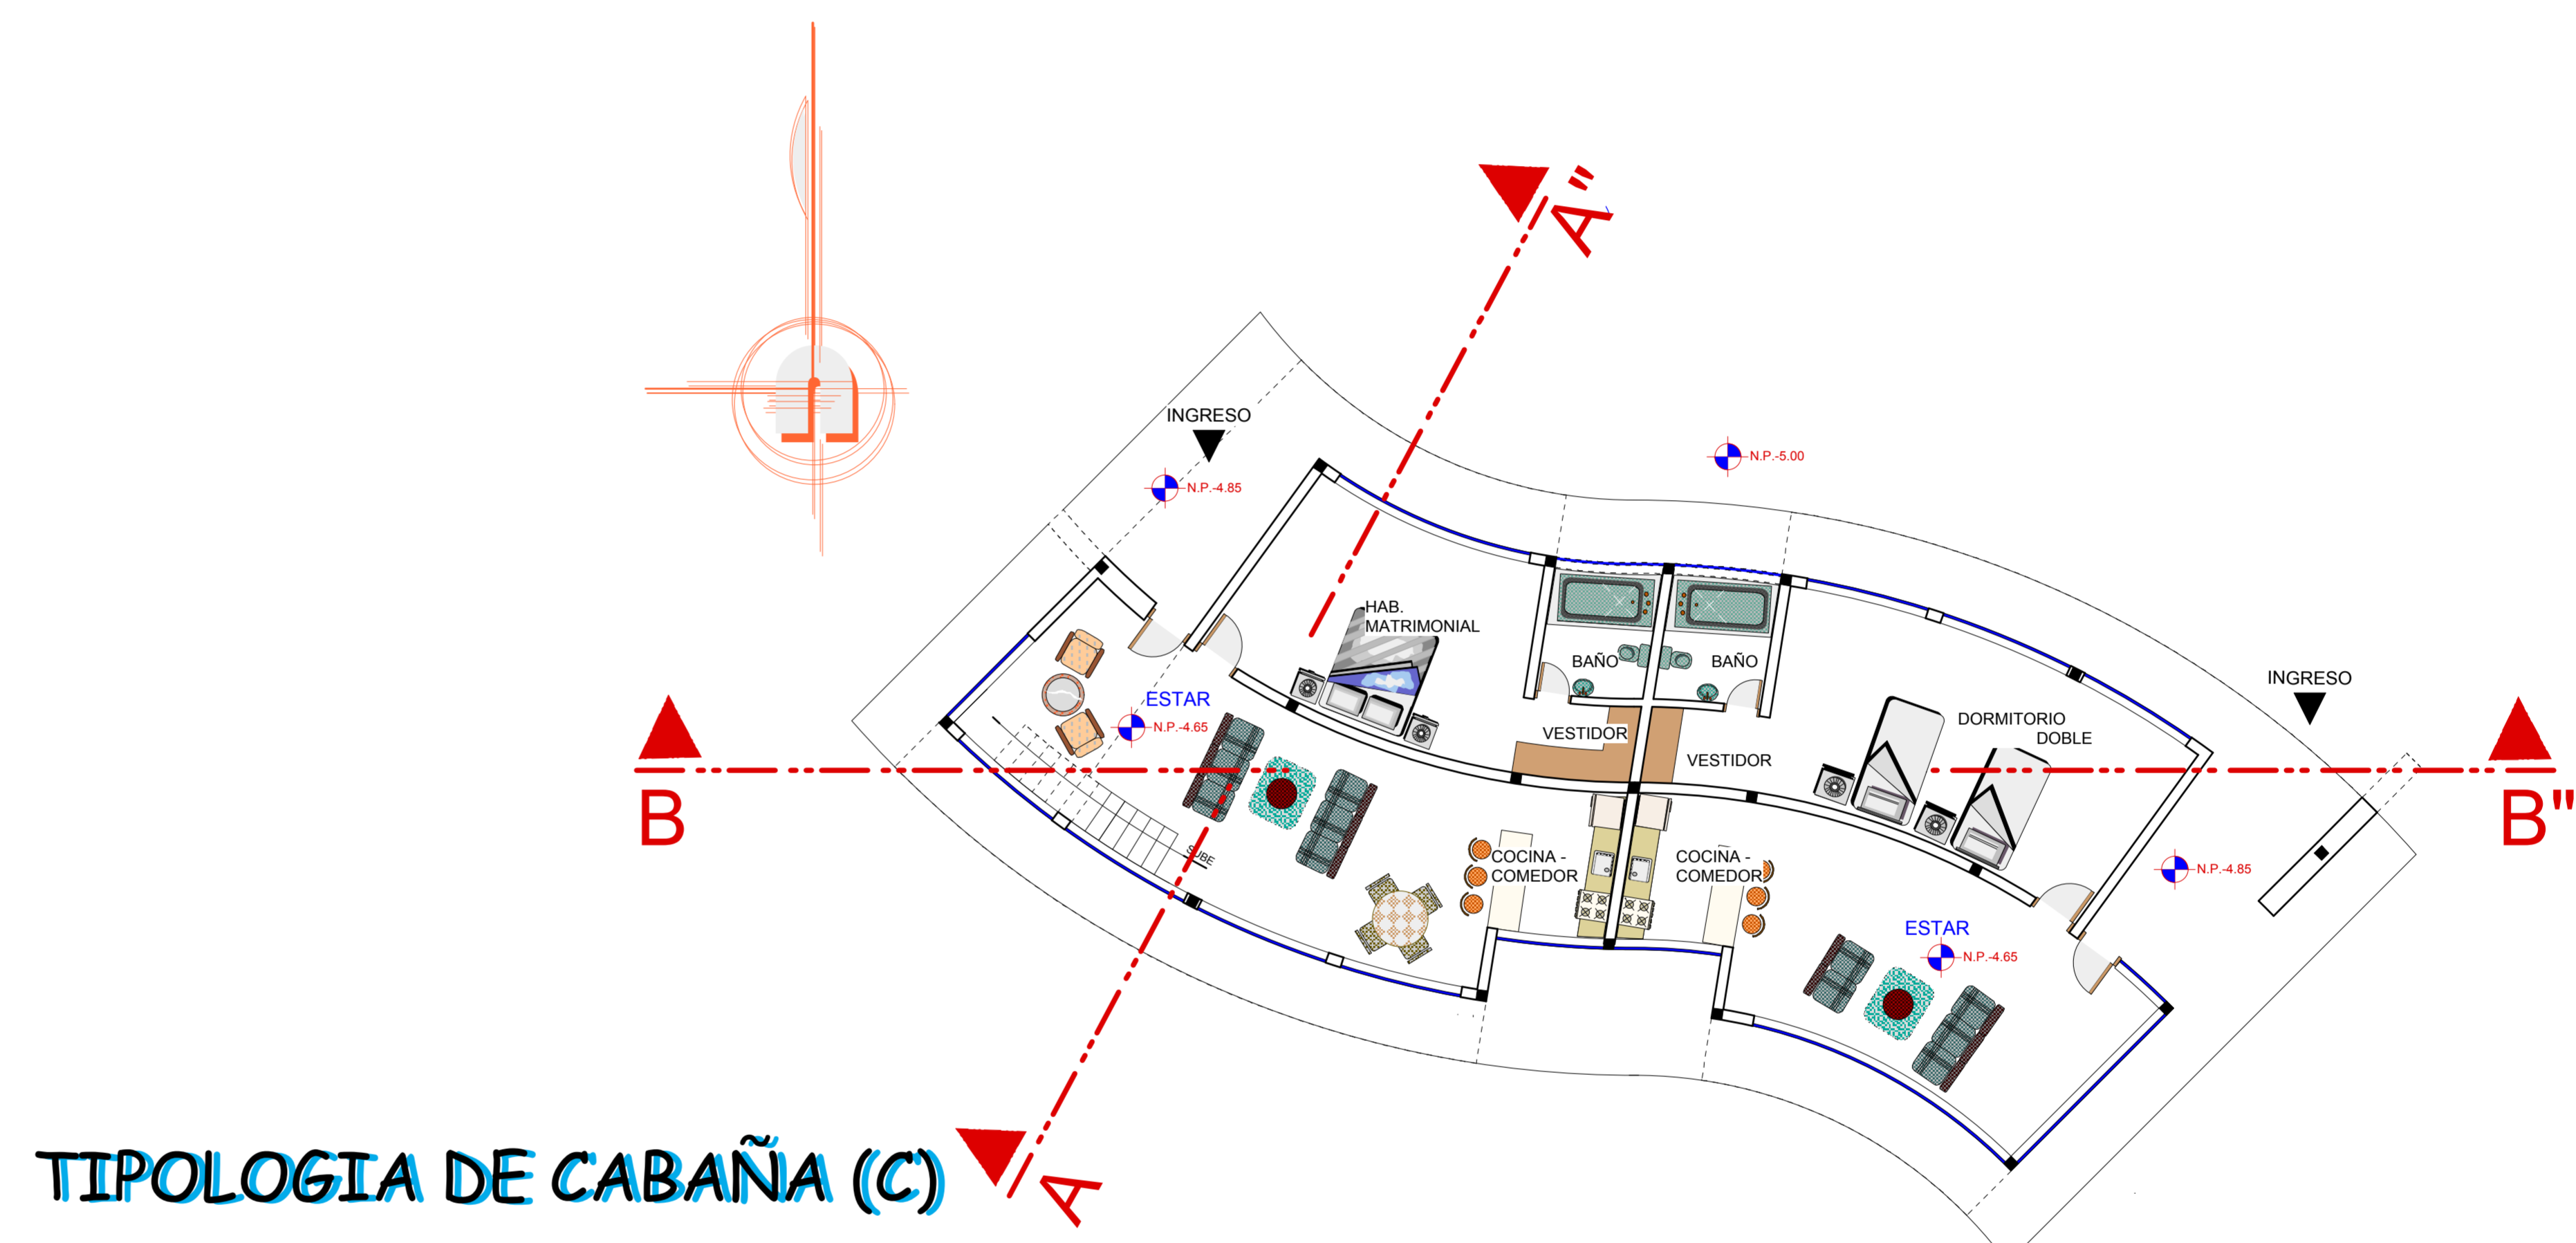 A"
INGRESO
N.P.-5.00
N.P.-4.85
HAB.
MATRIMONIAL
BAÑO
BAÑO
INGRESO
ESTAR
N.P.-4.65
VESTIDOR
VESTIDOR
DORMITORIO
DOBLE
B
B"
SUBE
COCINA -
COMEDOR
COCINA -
COMEDOR
N.P.-4.85
ESTAR
N.P.-4.65
TIPOLOGIA DE CABAÑA (C)
A